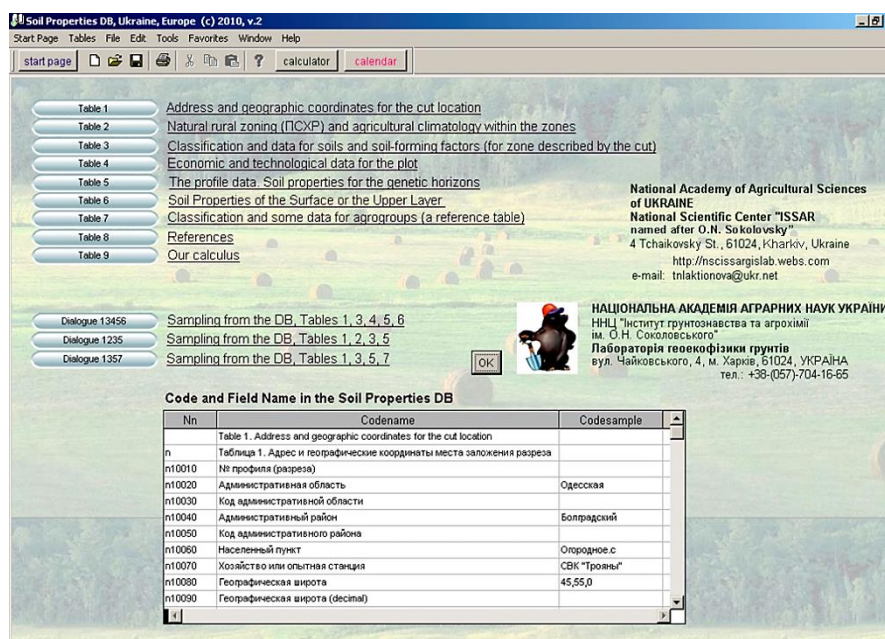 Soil Properties DB, Ukraine, Europe (c) 2010, v.2
Start Page Tables File Edit Tools Favorites Window Help
start page calculator calendar
Table 1 Address and geographic coordinates for the cut location
Table 2 Natural rural zoning (ПСХР) and agricultural climatology within the zones
Table 3 Classification and data for soils and soil-forming factors (for zone described by the cut)
Table 4 Economic and technological data for the plot
Table 5 The profile data. Soil properties for the genetic horizons
Table 6 Soil Properties of the Surface or the Upper Layer
Table 7 Classification and some data for agrogroups (a reference table)
Table 8 References
Table 9 Our calculus
National Academy of Agricultural Sciences
of UKRAINE
National Scientific Center "ISSAR
named after O.N. Sokolovsky"
4 Tchaikovsky St., 61024, Kharkiv, Ukraine
http://nscissargislab.webs.com
e-mail: tnlaktionova@ukr.net
Dialogue 13456 Sampling from the DB, Tables 1, 3, 4, 5, 6
Dialogue 1235 Sampling from the DB, Tables 1, 2, 3, 5
Dialogue 1357 Sampling from the DB, Tables 1, 3, 5, 7
OK
НАЦІОНАЛЬНА АКАДЕМІЯ АГРАРНИХ НАУК УКРАЇНИ
ННЦ "Інститут грунтознавства та агрохімії
ім. О.Н. Соколовського"
Лабораторія геоекофізики грунтів
вул. Чайковського, 4, м. Харків, 61024, УКРАЇНА
тел.: +38-(057)-704-16-65
Code and Field Name in the Soil Properties DB
Nn Codename Codesample
Table 1. Address and geographic coordinates for the cut location
n Таблица 1. Адрес и географические координаты места заложения разреза
n10010 № профиля (разреза)
n10020 Административная область Одесская
n10030 Код административной области
n10040 Административный район Болградский
n10050 Код административного района
n10060 Населенный пункт Огородное.с
n10070 Хозяйство или опытная станция СВК "Трояны"
n10080 Географическая широта 45,55,0
n10090 Географическая широта (decimal)